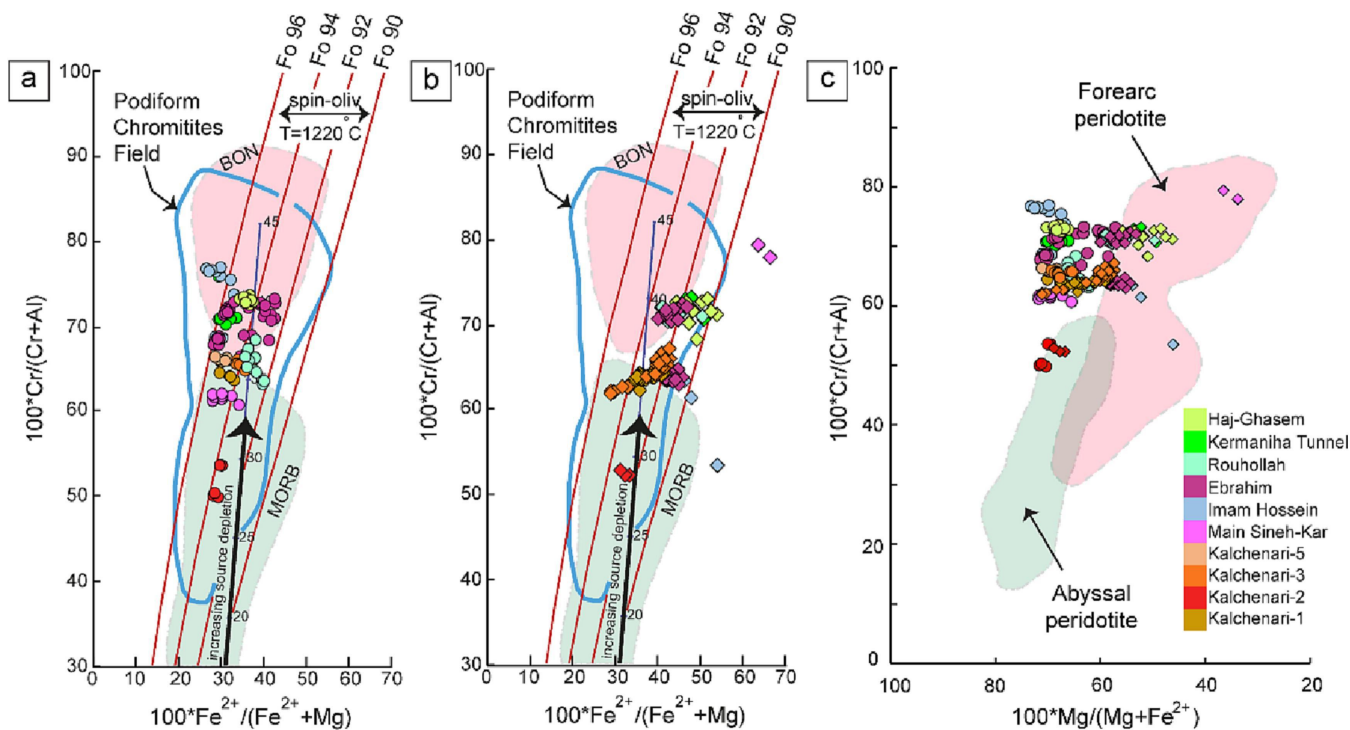 a
Fo 96
Fo 94
Fo 92
Fo 90
100
90
80
70
60
50
40
30
100*Cr/(Cr+Al)
Podiform
Chromitites
Field
spin-oliv
T=1220°C
BON
MORB
45
30
25
20
increasing source depletion
0 10 20 30 40 50 60 70
100*Fe²⁺/(Fe²⁺+Mg)
b
Fo 96
Fo 94
Fo 92
Fo 90
100
90
80
70
60
50
40
30
100*Cr/(Cr+Al)
Podiform
Chromitites
Field
spin-oliv
T=1220°C
BON
MORB
45
40
30
25
20
increasing source depletion
0 10 20 30 40 50 60 70
100*Fe²⁺/(Fe²⁺+Mg)
c
100
80
60
40
20
0
100*Cr/(Cr+Al)
Forearc
peridotite
Abyssal
peridotite
Haj-Ghasem
Kermaniha Tunnel
Rouhollah
Ebrahim
Imam Hossein
Main Sineh-Kar
Kalchenari-5
Kalchenari-3
Kalchenari-2
Kalchenari-1
100 80 60 40 20
100*Mg/(Mg+Fe²⁺)